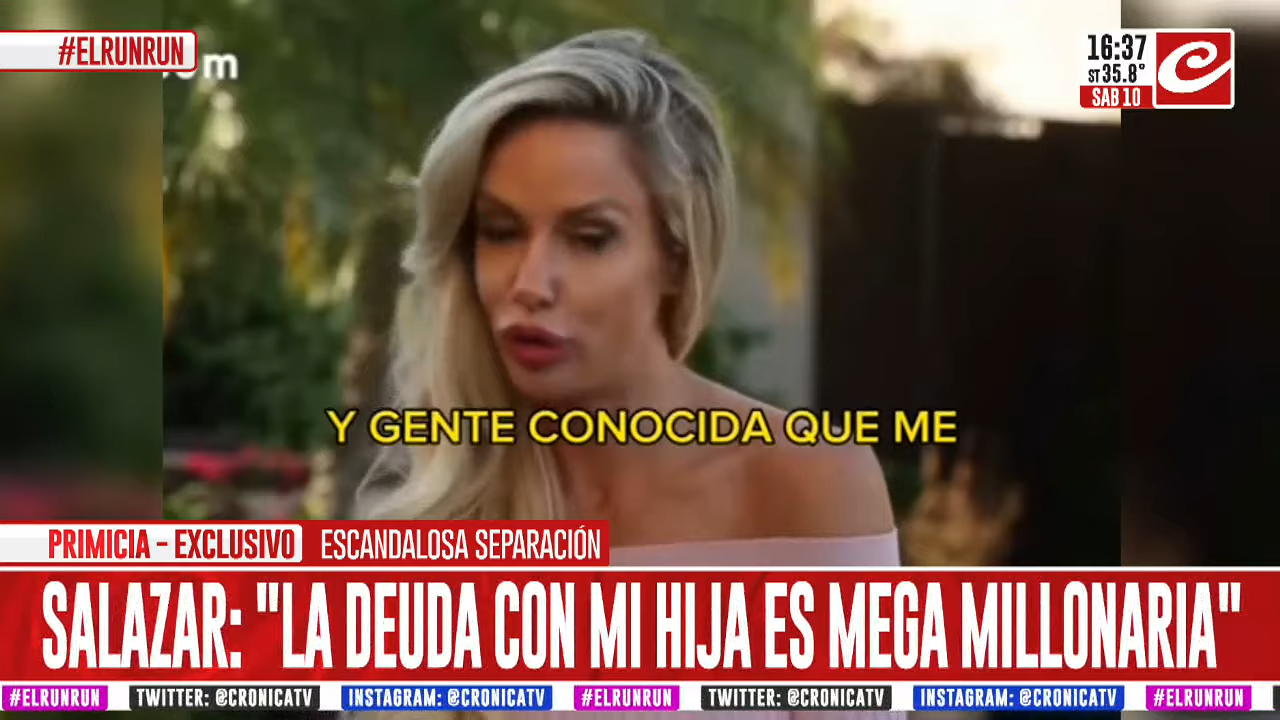 #ELRUNRUN
.com
16:37
ST 35.8°
SAB 10
Y GENTE CONOCIDA QUE ME
PRIMICIA - EXCLUSIVO ESCANDALOSA SEPARACIÓN
SALAZAR: "LA DEUDA CON MI HIJA ES MEGA MILLONARIA"
#ELRUNRUN TWITTER: @CRONICATV INSTAGRAM: @CRONICATV #ELRUNRUN TWITTER: @CRONICATV INSTAGRAM: @CRONICATV #ELRUNRUN